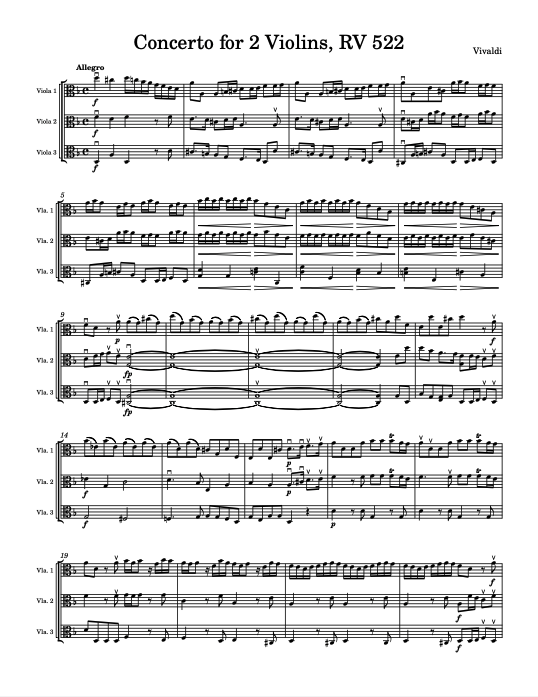 Concerto for 2 Violins, RV 522
Vivaldi
Allegro
Viola 1
f
Viola 2
f
Viola 3
f
5
Vla. 1
Vla. 2
Vla. 3
9
Vla. 1
p
f
Vla. 2
fp
Vla. 3
fp
f
14
Vla. 1
p
Vla. 2
f
p
Vla. 3
f
p
19
Vla. 1
f
Vla. 2
f
Vla. 3
f